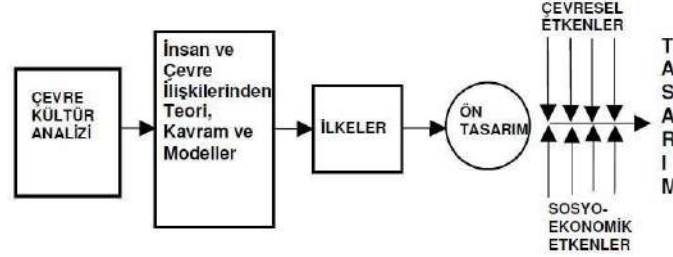 ÇEVRE
KÜLTÜR
ANALİZİ
İnsan ve
Çevre
İlişkilerinden
Teori,
Kavram ve
Modeller
İLKELER
ÖN
TASARIM
ÇEVRESEL
ETKENLER
SOSYO-
EKONOMİK
ETKENLER
T
A
S
A
R
I
M